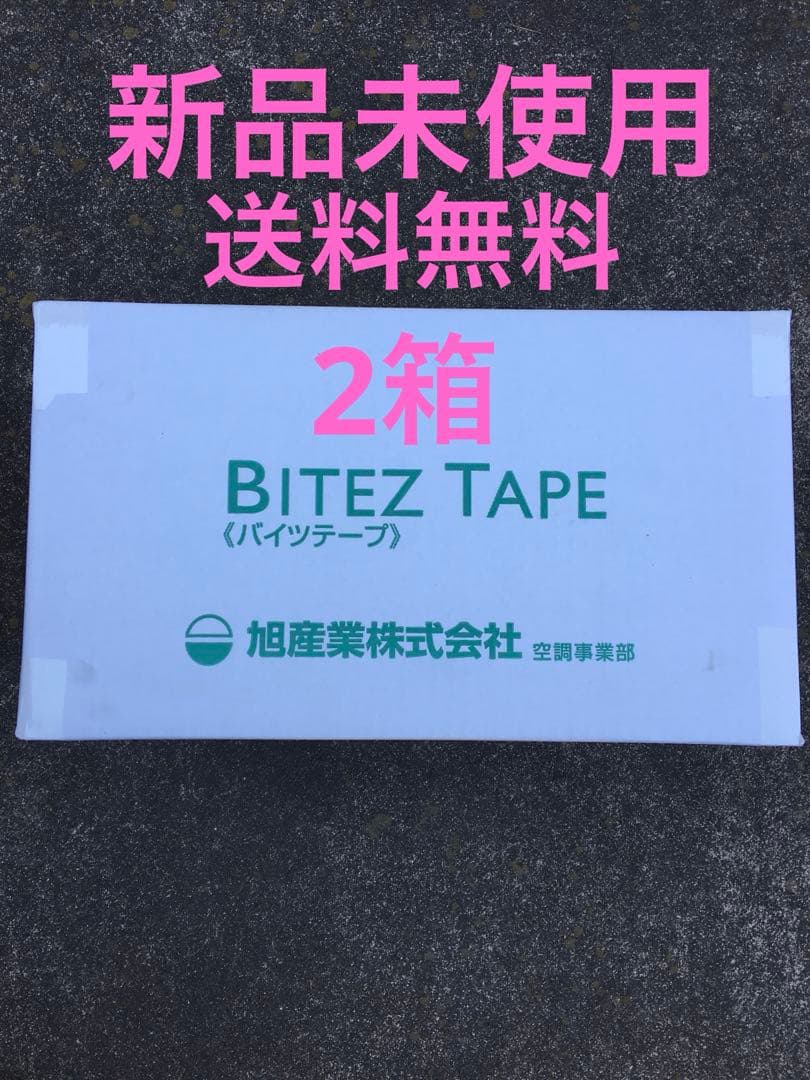 新品未使用
送料無料
2箱
BITEZ TAPE
《バイツテープ》
旭産業株式会社 空調事業部